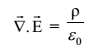 ∇⃗.E⃗ = ρ/ε₀